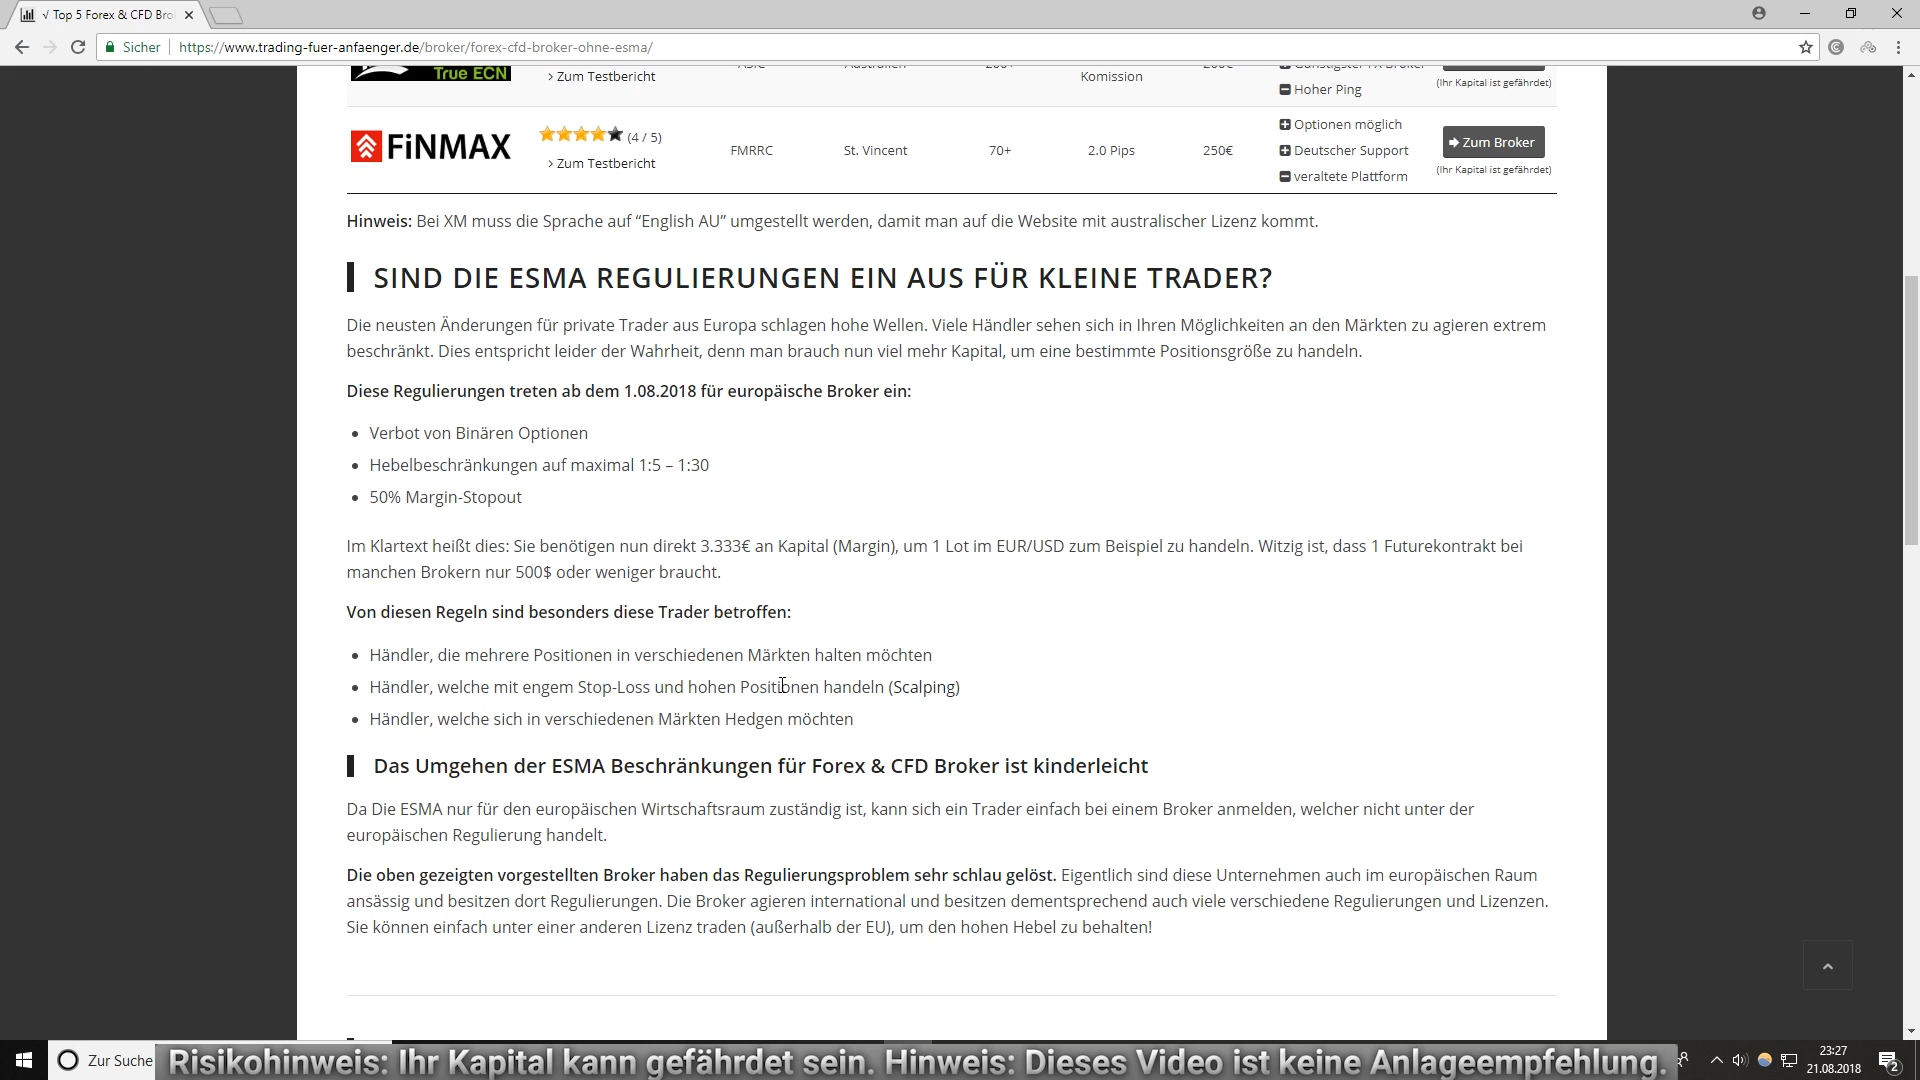 √ Top 5 Forex & CFD Bro
Sicher https://www.trading-fuer-anfaenger.de/broker/forex-cfd-broker-ohne-esma/
True ECN
> Zum Testbericht
Komission
Hoher Ping
(Ihr Kapital ist gefährdet)
FiNMAX
(4 / 5)
> Zum Testbericht
FMRRC
St. Vincent
70+
2.0 Pips
250€
Optionen möglich
Deutscher Support
veraltete Plattform
Zum Broker
(Ihr Kapital ist gefährdet)
Hinweis: Bei XM muss die Sprache auf “English AU” umgestellt werden, damit man auf die Website mit australischer Lizenz kommt.
SIND DIE ESMA REGULIERUNGEN EIN AUS FÜR KLEINE TRADER?
Die neusten Änderungen für private Trader aus Europa schlagen hohe Wellen. Viele Händler sehen sich in Ihren Möglichkeiten an den Märkten zu agieren extrem
beschränkt. Dies entspricht leider der Wahrheit, denn man brauch nun viel mehr Kapital, um eine bestimmte Positionsgröße zu handeln.
Diese Regulierungen treten ab dem 1.08.2018 für europäische Broker ein:
• Verbot von Binären Optionen
• Hebelbeschränkungen auf maximal 1:5 – 1:30
• 50% Margin-Stopout
Im Klartext heißt dies: Sie benötigen nun direkt 3.333€ an Kapital (Margin), um 1 Lot im EUR/USD zum Beispiel zu handeln. Witzig ist, dass 1 Futurekontrakt bei
manchen Brokern nur 500$ oder weniger braucht.
Von diesen Regeln sind besonders diese Trader betroffen:
• Händler, die mehrere Positionen in verschiedenen Märkten halten möchten
• Händler, welche mit engem Stop-Loss und hohen Positionen handeln (Scalping)
• Händler, welche sich in verschiedenen Märkten Hedgen möchten
Das Umgehen der ESMA Beschränkungen für Forex & CFD Broker ist kinderleicht
Da Die ESMA nur für den europäischen Wirtschaftsraum zuständig ist, kann sich ein Trader einfach bei einem Broker anmelden, welcher nicht unter der
europäischen Regulierung handelt.
Die oben gezeigten vorgestellten Broker haben das Regulierungsproblem sehr schlau gelöst. Eigentlich sind diese Unternehmen auch im europäischen Raum
ansässig und besitzen dort Regulierungen. Die Broker agieren international und besitzen dementsprechend auch viele verschiedene Regulierungen und Lizenzen.
Sie können einfach unter einer anderen Lizenz traden (außerhalb der EU), um den hohen Hebel zu behalten!
Zur Suche
Risikohinweis: Ihr Kapital kann gefährdet sein. Hinweis: Dieses Video ist keine Anlageempfehlung.
23:27
21.08.2018
2